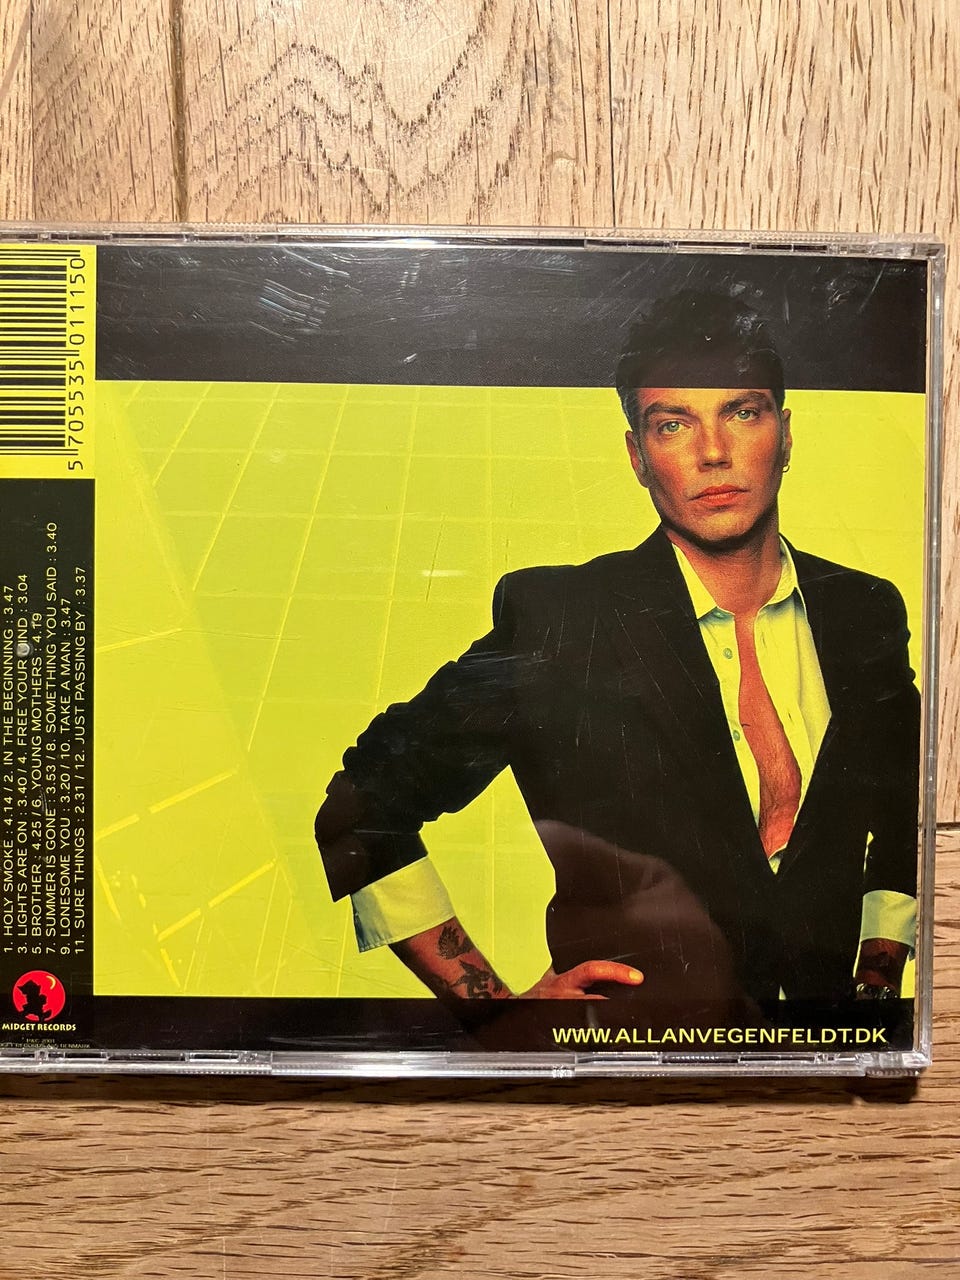 5 705535 011150
1. HOLY SMOKE : 4.14 / 2. IN THE BEGINNING : 3.47
3. LIGHTS ARE ON : 3.40 / 4. FREE YOUR MIND : 3.04
5. BROTHER : 4.25 / 6. YOUNG MOTHERS : 4.19
7. SUMMER IS GONE : 3.53 / 8. SOMETHING YOU SAID : 3.40
9. LONESOME YOU : 3.20 / 10. TAKE A MAN : 3.47
11. SURE THINGS : 2.31 / 12. JUST PASSING BY : 3.37
MIDGET RECORDS
WWW.ALLANVEGENFELDT.DK